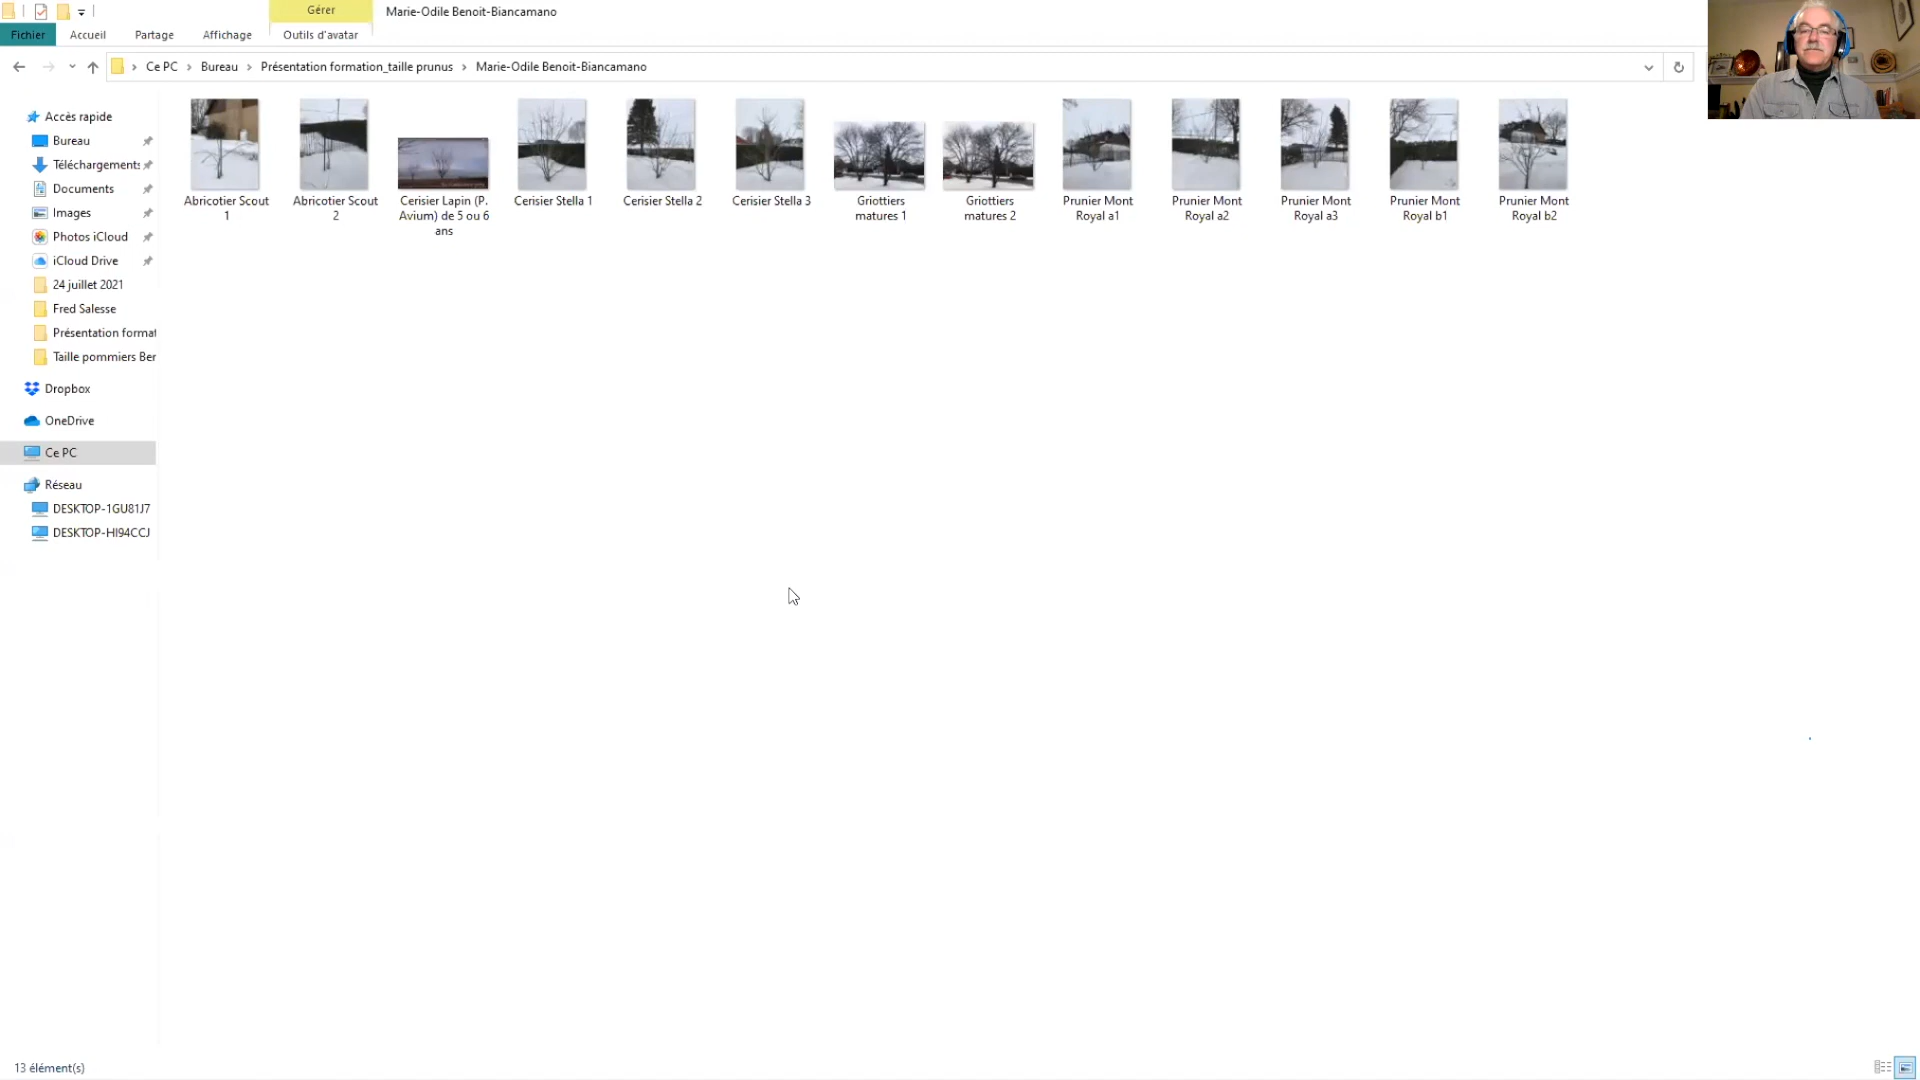 Gérer
Marie-Odile Benoit-Biancamano
Fichier
Accueil
Partage
Affichage
Outils d'avatar
Ce PC
Bureau
Présentation formation_taille prunus
Marie-Odile Benoit-Biancamano
Accès rapide
Bureau
Téléchargements
Documents
Images
Photos iCloud
iCloud Drive
24 juillet 2021
Fred Salesse
Présentation format
Taille pommiers Ber
Dropbox
OneDrive
Ce PC
Réseau
DESKTOP-1GU81J7
DESKTOP-HI94CCJ
Abricotier Scout
1
Abricotier Scout
2
Cerisier Lapin (P.
Avium) de 5 ou 6
ans
Cerisier Stella 1
Cerisier Stella 2
Cerisier Stella 3
Griottiers
matures 1
Griottiers
matures 2
Prunier Mont
Royal a1
Prunier Mont
Royal a2
Prunier Mont
Royal a3
Prunier Mont
Royal b1
Prunier Mont
Royal b2
13 élément(s)